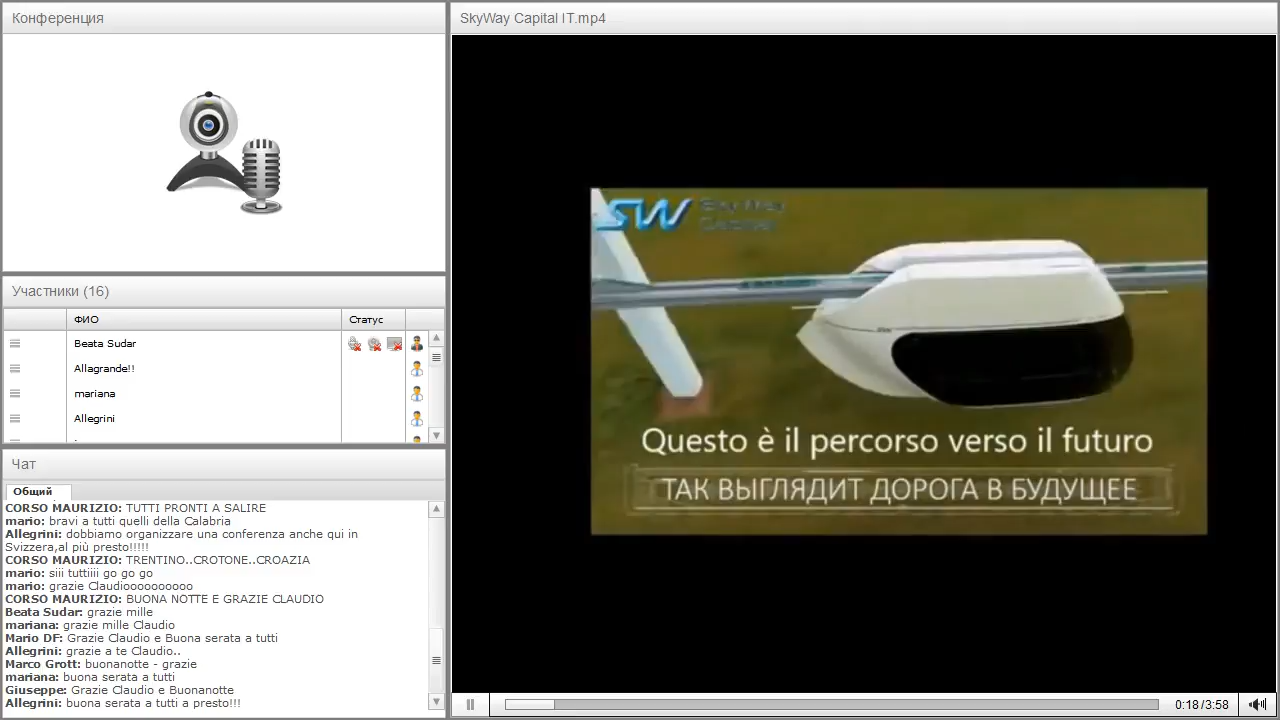 Конференция
SkyWay Capital IT.mp4
SW Sky Way
Capital
Questo è il percorso verso il futuro
ТАК ВЫГЛЯДИТ ДОРОГА В БУДУЩЕЕ
0:18/3:58
Участники (16)
ФИО Статус
Beata Sudar
Allagrande!!
mariana
Allegrini
Чат
Общий
CORSO MAURIZIO: TUTTI PRONTI A SALIRE
mario: bravi a tutti quelli della Calabria
Allegrini: dobbiamo organizzare una conferenza anche qui in
Svizzera,al più presto!!!!!
CORSO MAURIZIO: TRENTINO..CROTONE..CROAZIA
mario: siii tuttiiii go go go
mario: grazie Claudioooooooooo
CORSO MAURIZIO: BUONA NOTTE E GRAZIE CLAUDIO
Beata Sudar: grazie mille
mariana: grazie mille Claudio
Mario DF: Grazie Claudio e Buona serata a tutti
Allegrini: grazie a te Claudio..
Marco Grott: buonanotte - grazie
mariana: buona serata a tutti
Giuseppe: Grazie Claudio e Buonanotte
Allegrini: buona serata a tutti a presto!!!